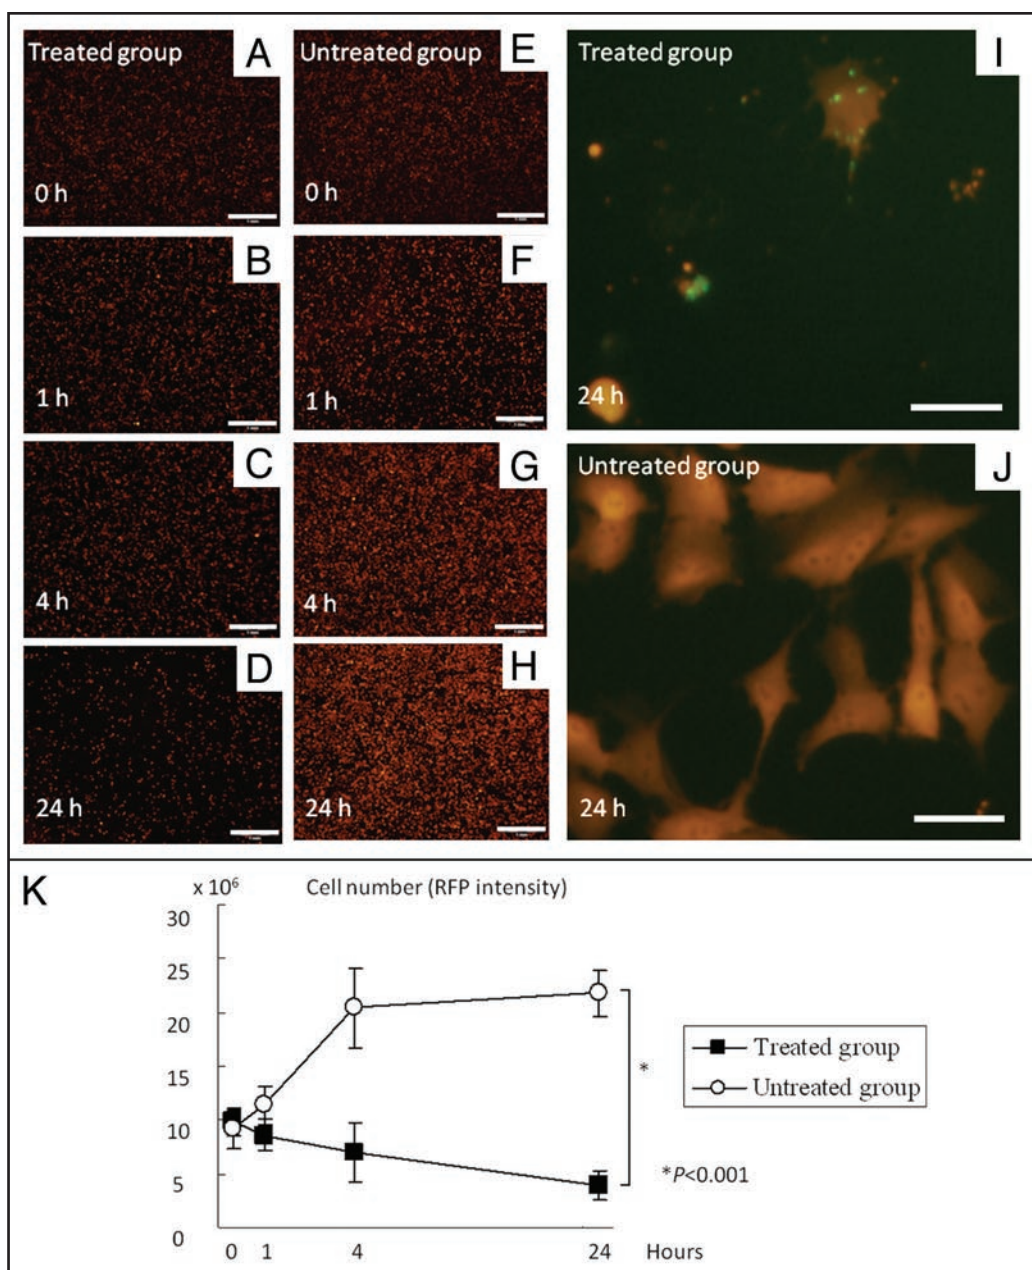 Treated group
A
0 h
B
1 h
C
4 h
D
24 h
Untreated group
E
0 h
F
1 h
G
4 h
H
24 h
Treated group
I
24 h
Untreated group
J
24 h
K
x 10⁶
Cell number (RFP intensity)
30
25
20
15
10
5
0
0 1 4 24 Hours
*
*P<0.001
Treated group
Untreated group